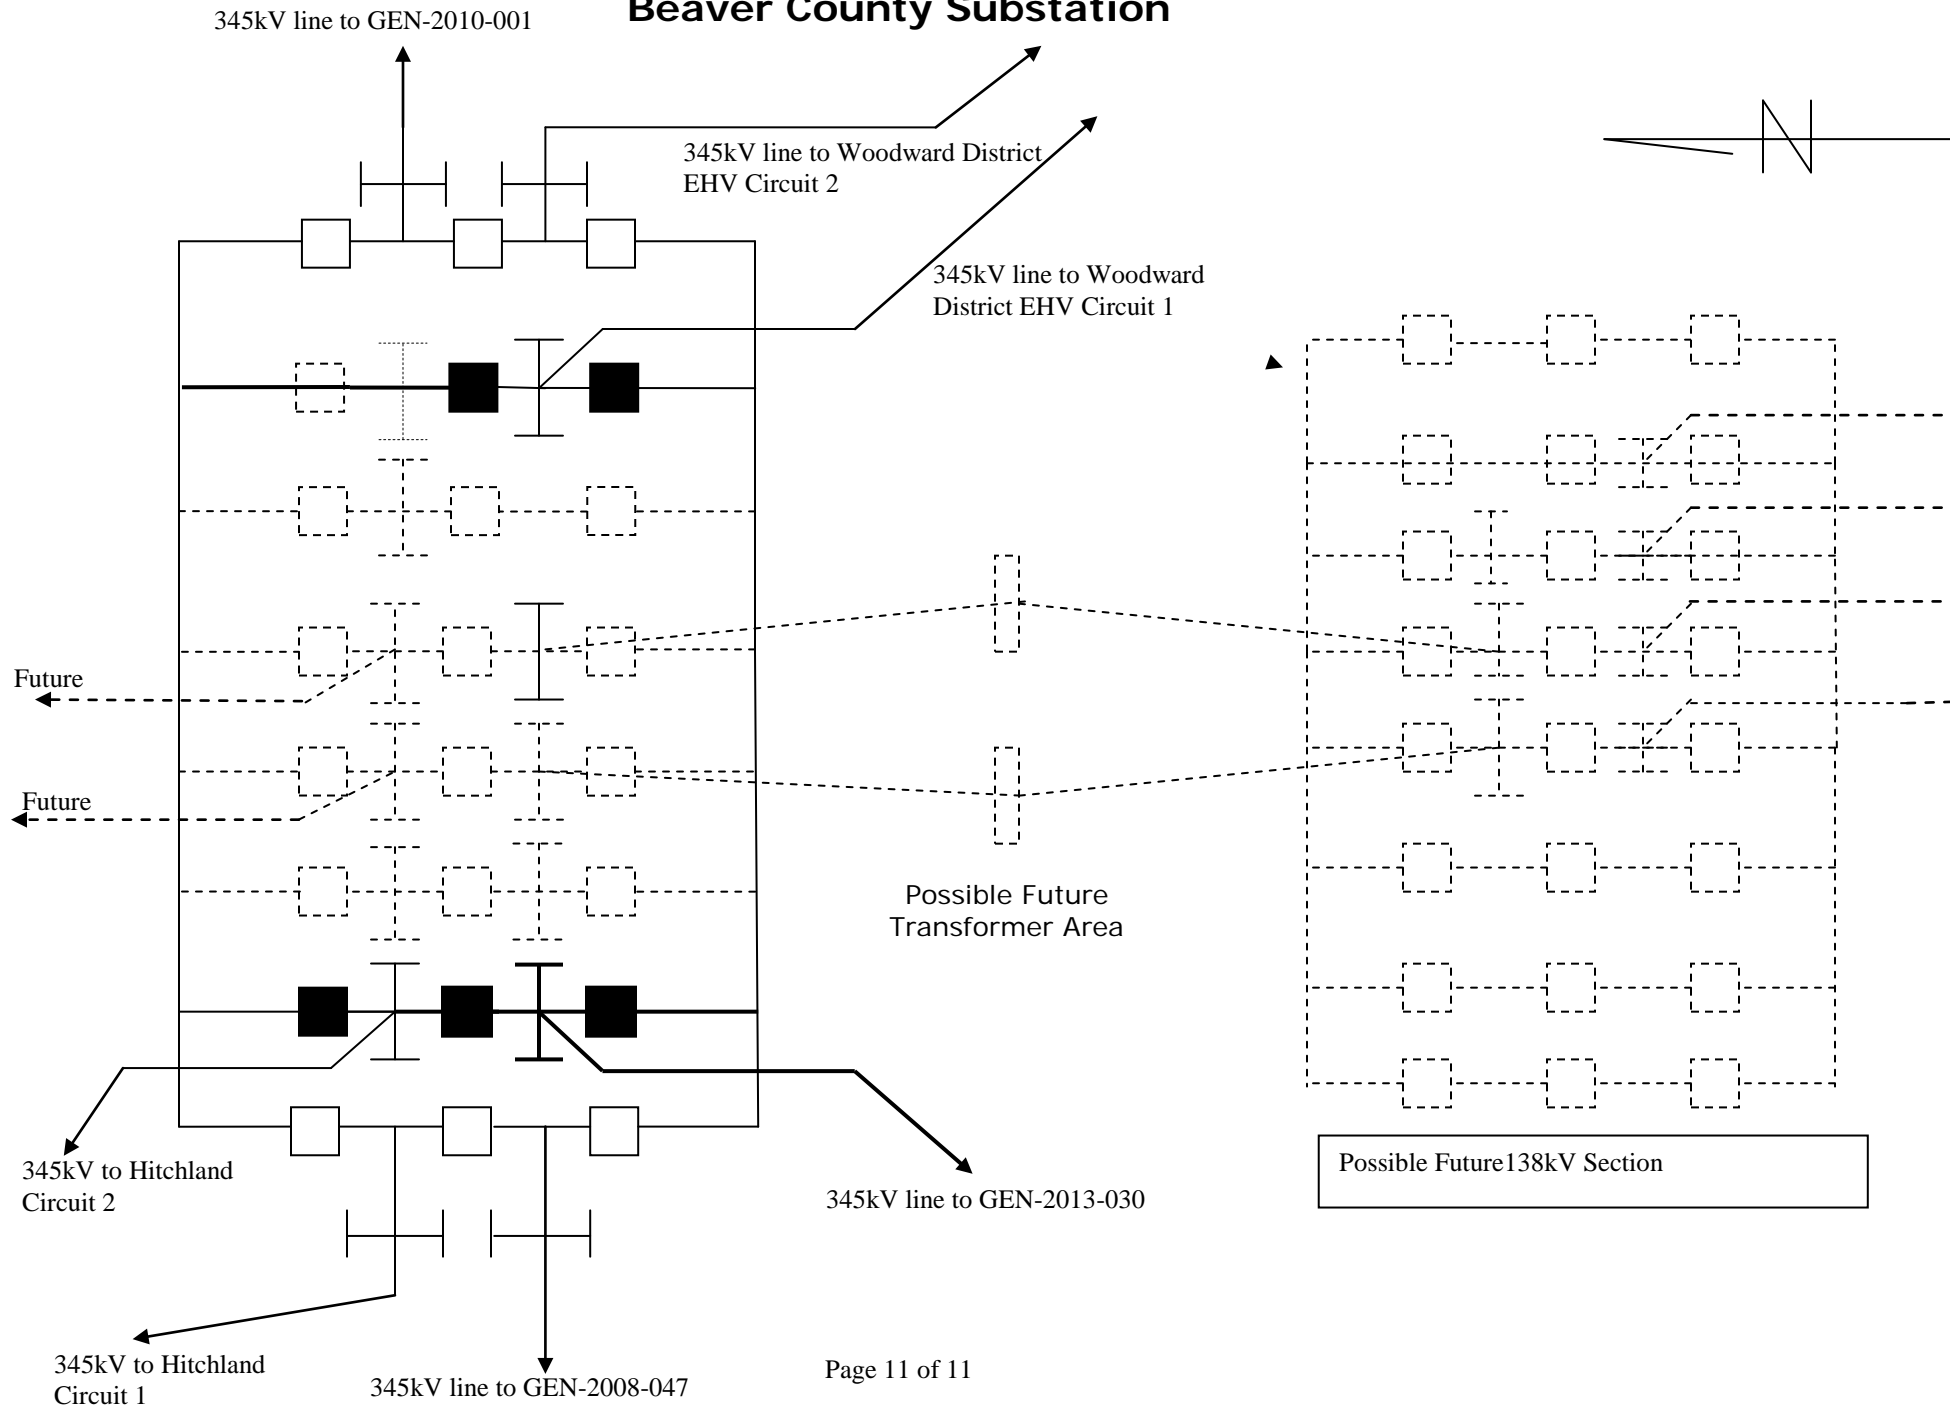 Beaver County Substation
345kV line to GEN-2010-001
345kV line to Woodward District
EHV Circuit 2
N
345kV line to Woodward
District EHV Circuit 1
Future
Future
Possible Future
Transformer Area
345kV to Hitchland
Circuit 2
345kV line to GEN-2013-030
Possible Future138kV Section
345kV to Hitchland
Circuit 1
345kV line to GEN-2008-047
Page 11 of 11